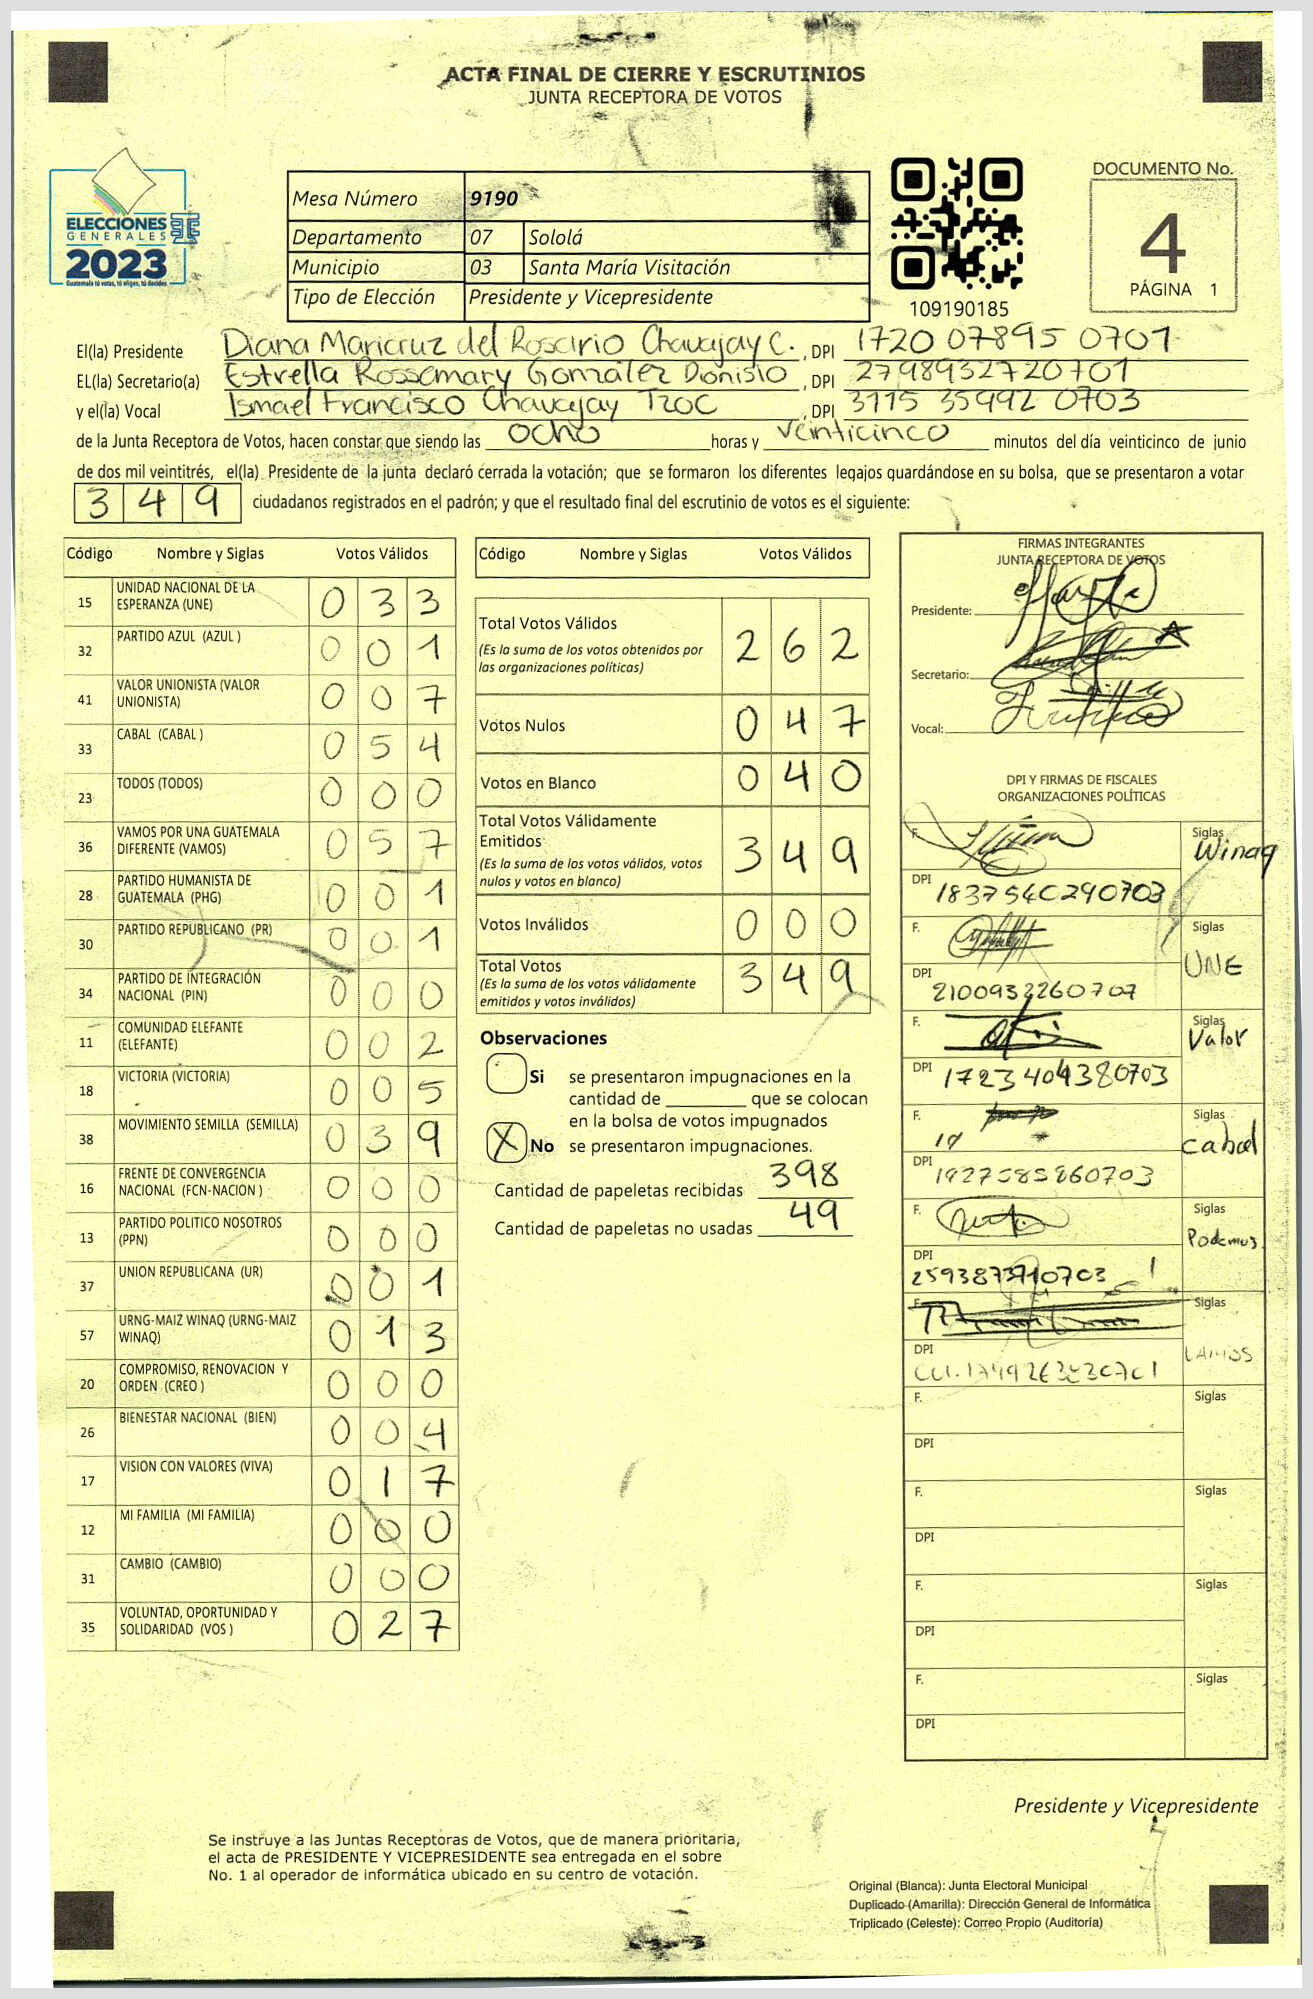 ACTA FINAL DE CIERRE Y ESCRUTINIOS
JUNTA RECEPTORA DE VOTOS
ELECCIONES
GENERALES
2023
Guatemala tú votas, tú eliges, tú decides
Mesa Número 9190
Departamento 07 Sololá
Municipio 03 Santa María Visitación
Tipo de Elección Presidente y Vicepresidente
109190185
DOCUMENTO No.
4
PÁGINA 1
El(la) Presidente Diana Maricruz del Rosario Chavajay C. , DPI 1720 07895 0701
EL(la) Secretario(a) Estrella Rossemary González Dionisio , DPI 2798932720701
y el(la) Vocal Ismael Francisco Chavajay Tzoc , DPI 3115 35992 0703
de la Junta Receptora de Votos, hacen constar que siendo las ocho horas y veinticinco minutos del día veinticinco de junio
de dos mil veintitrés, el(la) Presidente de la junta declaró cerrada la votación; que se formaron los diferentes legajos guardándose en su bolsa, que se presentaron a votar
3 4 9 ciudadanos registrados en el padrón; y que el resultado final del escrutinio de votos es el siguiente:
Código Nombre y Siglas Votos Válidos
15 UNIDAD NACIONAL DE LA ESPERANZA (UNE) 0 3 3
32 PARTIDO AZUL (AZUL ) 0 0 1
41 VALOR UNIONISTA (VALOR UNIONISTA) 0 0 7
33 CABAL (CABAL ) 0 5 4
23 TODOS (TODOS) 0 0 0
36 VAMOS POR UNA GUATEMALA DIFERENTE (VAMOS) 0 5 7
28 PARTIDO HUMANISTA DE GUATEMALA (PHG) 0 0 1
30 PARTIDO REPUBLICANO (PR) 0 0 1
34 PARTIDO DE INTEGRACIÓN NACIONAL (PIN) 0 0 0
11 COMUNIDAD ELEFANTE (ELEFANTE) 0 0 2
18 VICTORIA (VICTORIA) 0 0 5
38 MOVIMIENTO SEMILLA (SEMILLA) 0 3 9
16 FRENTE DE CONVERGENCIA NACIONAL (FCN-NACION ) 0 0 0
13 PARTIDO POLITICO NOSOTROS (PPN) 0 0 0
37 UNION REPUBLICANA (UR) 0 0 1
57 URNG-MAIZ WINAQ (URNG-MAIZ WINAQ) 0 1 3
20 COMPROMISO, RENOVACION Y ORDEN (CREO ) 0 0 0
26 BIENESTAR NACIONAL (BIEN) 0 0 4
17 VISION CON VALORES (VIVA) 0 1 7
12 MI FAMILIA (MI FAMILIA) 0 0 0
31 CAMBIO (CAMBIO) 0 0 0
35 VOLUNTAD, OPORTUNIDAD Y SOLIDARIDAD (VOS ) 0 2 7
Código Nombre y Siglas Votos Válidos
Total Votos Válidos 2 6 2
(Es la suma de los votos obtenidos por
las organizaciones políticas)
Votos Nulos 0 4 7
Votos en Blanco 0 4 0
Total Votos Válidamente
Emitidos 3 4 9
(Es la suma de los votos válidos, votos
nulos y votos en blanco)
Votos Inválidos 0 0 0
Total Votos 3 4 9
(Es la suma de los votos válidamente
emitidos y votos inválidos)
Observaciones
Si se presentaron impugnaciones en la
cantidad de ________ que se colocan
en la bolsa de votos impugnados
X No se presentaron impugnaciones.
Cantidad de papeletas recibidas 398
Cantidad de papeletas no usadas 49
FIRMAS INTEGRANTES
JUNTA RECEPTORA DE VOTOS
Presidente:
Secretario:
Vocal:
DPI Y FIRMAS DE FISCALES
ORGANIZACIONES POLÍTICAS
F. Siglas Winaq
DPI 1837540290703
F. Siglas UNE
DPI 2100932260707
F. Siglas Valor
DPI 1723404380703
F. Siglas Cabal
DPI 1927585860703
F. Siglas Podemos
DPI 2593873710703
F. Siglas VAMOS
DPI
F. Siglas
DPI
F. Siglas
DPI
F. Siglas
DPI
F. Siglas
DPI
Presidente y Vicepresidente
Se instruye a las Juntas Receptoras de Votos, que de manera prioritaria,
el acta de PRESIDENTE Y VICEPRESIDENTE sea entregada en el sobre
No. 1 al operador de informática ubicado en su centro de votación.
Original (Blanca): Junta Electoral Municipal
Duplicado (Amarilla): Dirección General de Informática
Triplicado (Celeste): Correo Propio (Auditoría)